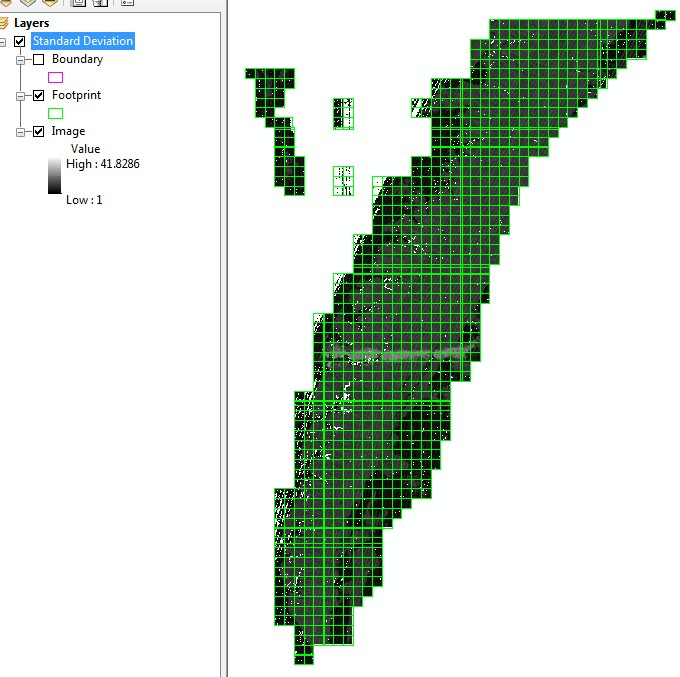 Layers
Standard Deviation
Boundary
Footprint
Image
Value
High : 41.8286
Low : 1